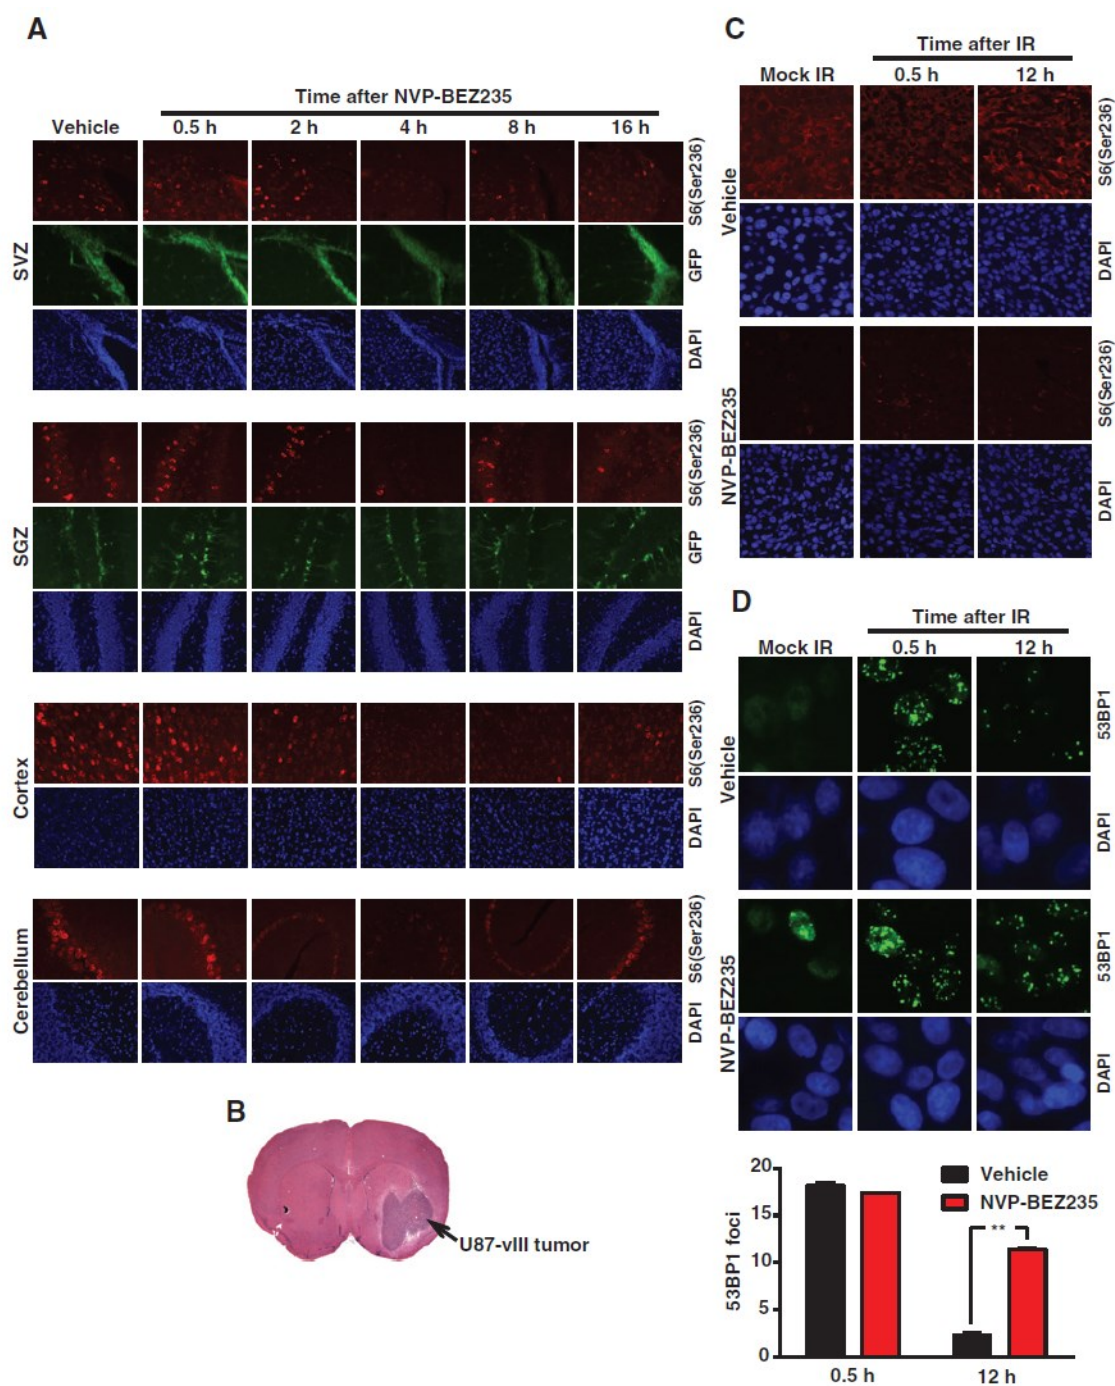 A
Time after NVP-BEZ235
Vehicle 0.5 h 2 h 4 h 8 h 16 h
SVZ
S6(Ser236)
GFP
DAPI
SGZ
S6(Ser236)
GFP
DAPI
Cortex
S6(Ser236)
DAPI
Cerebellum
S6(Ser236)
DAPI
B
U87-vIII tumor
C
Time after IR
Mock IR 0.5 h 12 h
Vehicle
S6(Ser236)
DAPI
NVP-BEZ235
S6(Ser236)
DAPI
D
Time after IR
Mock IR 0.5 h 12 h
Vehicle
53BP1
DAPI
NVP-BEZ235
53BP1
DAPI
53BP1 foci
20
15
10
5
0
Vehicle
NVP-BEZ235
**
0.5 h 12 h